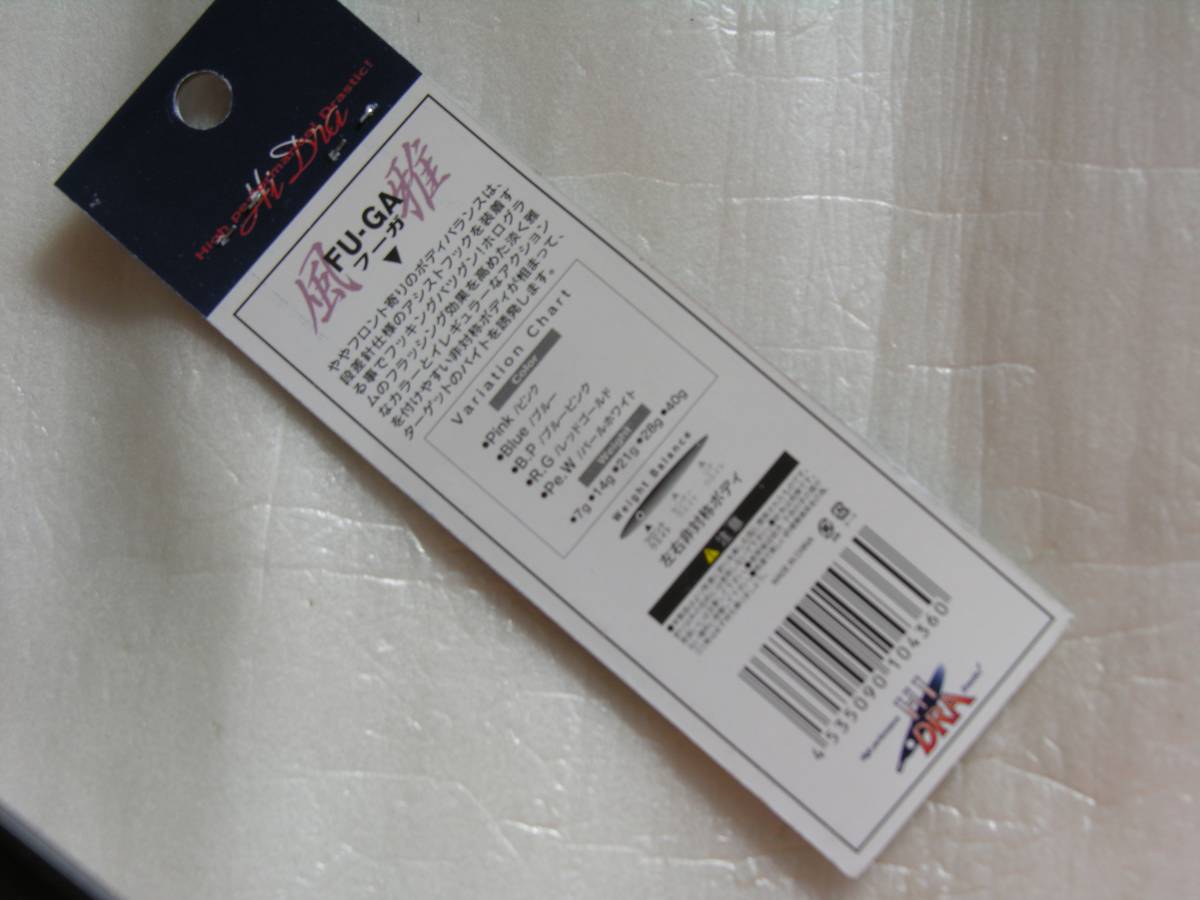 High Performance! Drastic!
Hi Dra
風雅
FU-GA
フーガ
▼
ややフロント寄りのボディバランスは、
段差針仕様のアシストフックを装着す
る事でフッキングバツグン!ホログラ
ムのフラッシング効果を高めた淡く雅
なカラーとイレギュラーなアクション
を付けやすい非対称ボディが相まって、
ターゲットのバイトを誘発します。
Variation Chart
Color
•Pink /ピンク
•Blue /ブルー
•B.P /ブルーピンク
•R.G /レッドゴールド
•Pe.W /パールホワイト
Weight
•7g •14g •21g •28g •40g
Weight Balance
左右非対称ボディ
注意
MADE IN CHINA
4535090104360
HI
DRA